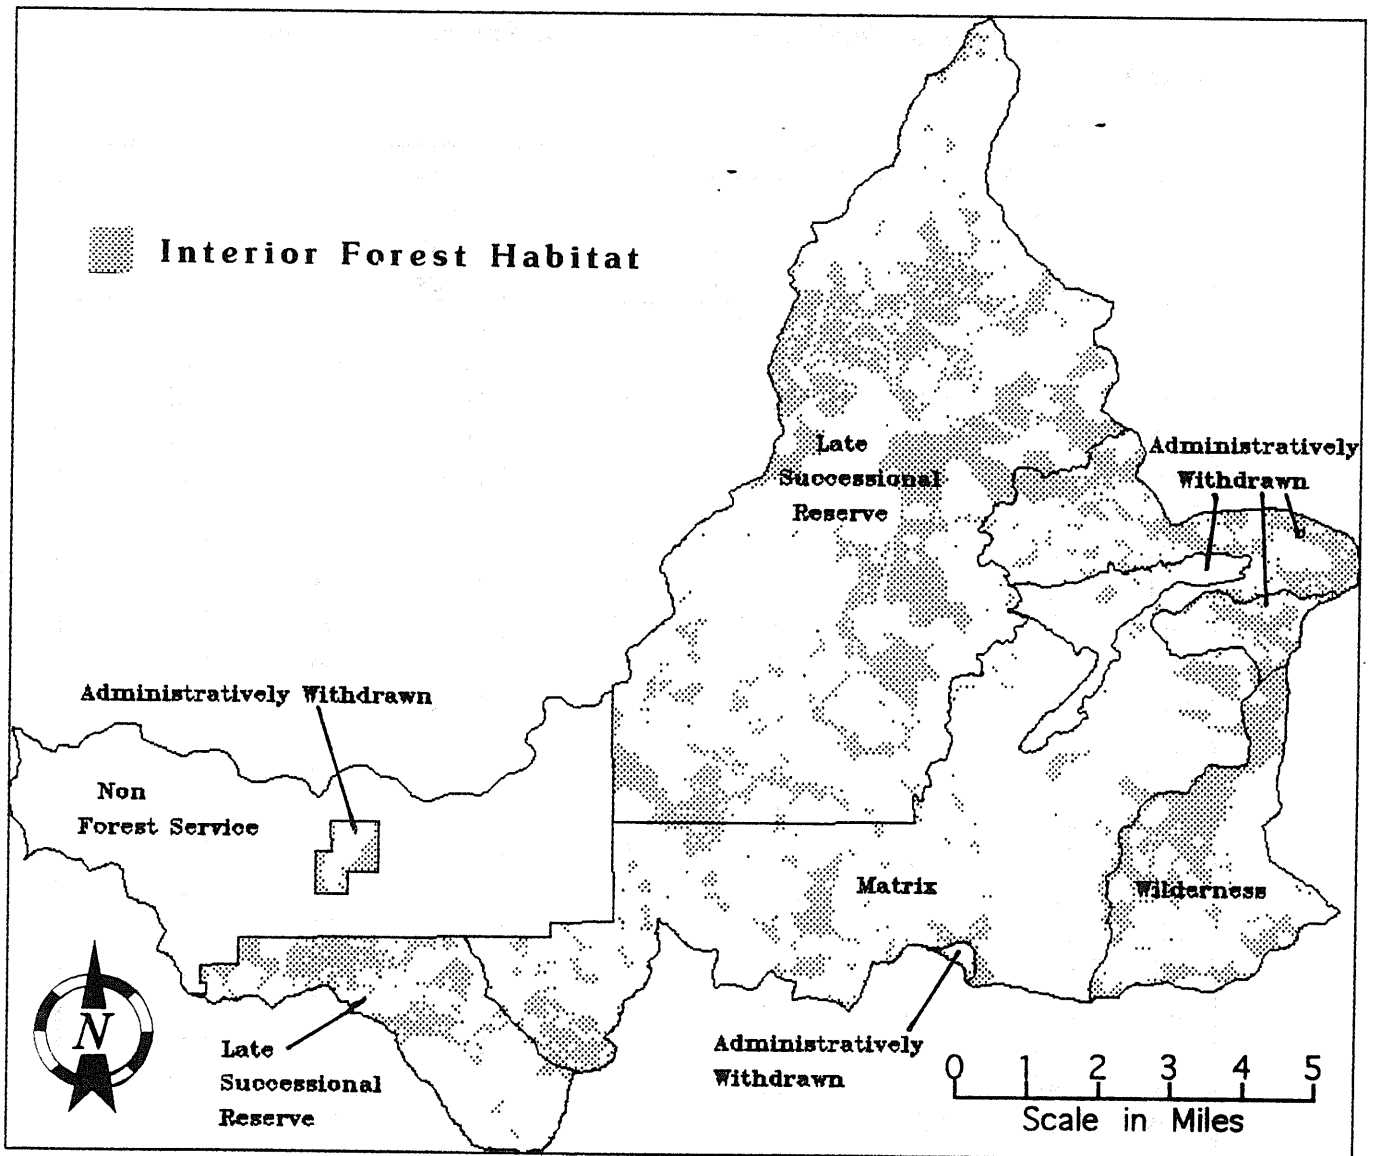 Interior Forest Habitat
Late
Successional
Reserve
Administratively
Withdrawn
Administratively Withdrawn
Non
Forest Service
Matrix
Wilderness
N
Late
Successional
Reserve
Administratively
Withdrawn
0 1 2 3 4 5
Scale in Miles